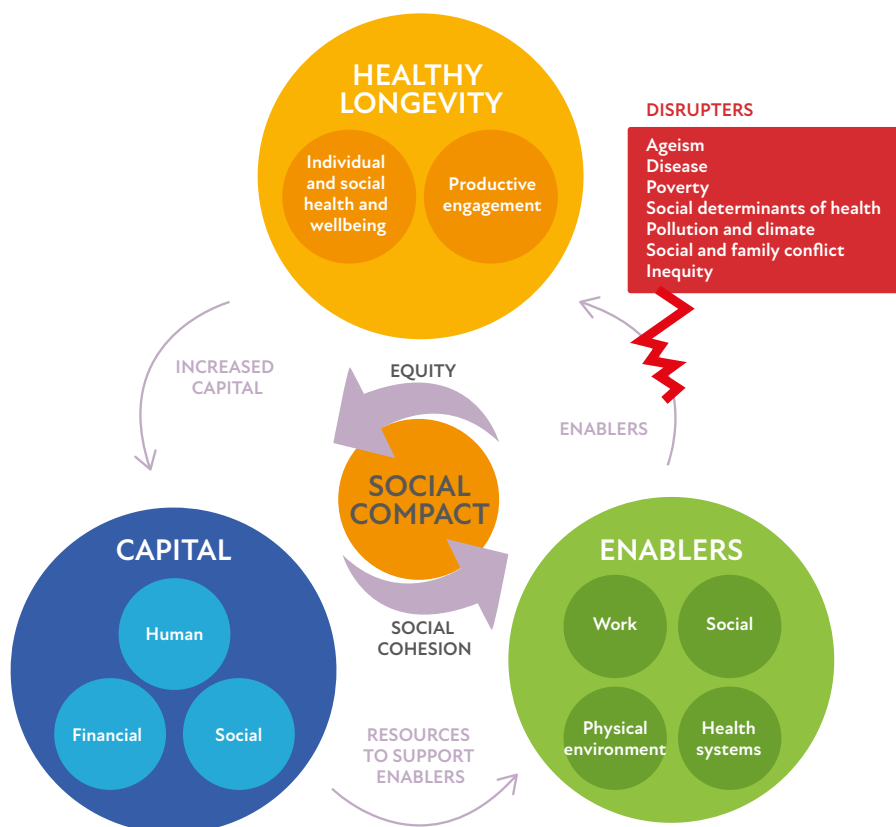 HEALTHY
LONGEVITY
Individual
and social
health and
wellbeing
Productive
engagement
DISRUPTERS
Ageism
Disease
Poverty
Social determinants of health
Pollution and climate
Social and family conflict
Inequity
INCREASED
CAPITAL
EQUITY
ENABLERS
SOCIAL
COMPACT
SOCIAL
COHESION
CAPITAL
Human
Financial
Social
RESOURCES
TO SUPPORT
ENABLERS
ENABLERS
Work
Social
Physical
environment
Health
systems